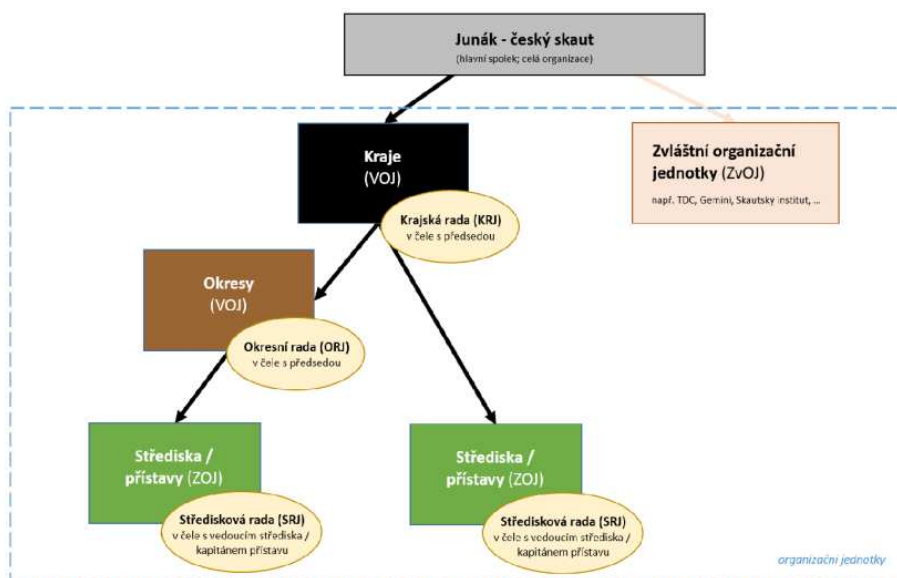 Junák - český skaut
(hlavní spolek; celá organizace)
Kraje
(VOJ)
Zvláštní organizační
jednotky (ZvOJ)
např. TDC, Gemini, Skautský institut, ...
Krajská rada (KRJ)
v čele s předsedou
Okresy
(VOJ)
Okresní rada (ORJ)
v čele s předsedou
Střediska /
přístavy (ZOJ)
Střediska /
přístavy (ZOJ)
Středisková rada (SRJ)
v čele s vedoucím střediska /
kapitánem přístavu
Středisková rada (SRJ)
v čele s vedoucím střediska /
kapitánem přístavu
organizační jednotky